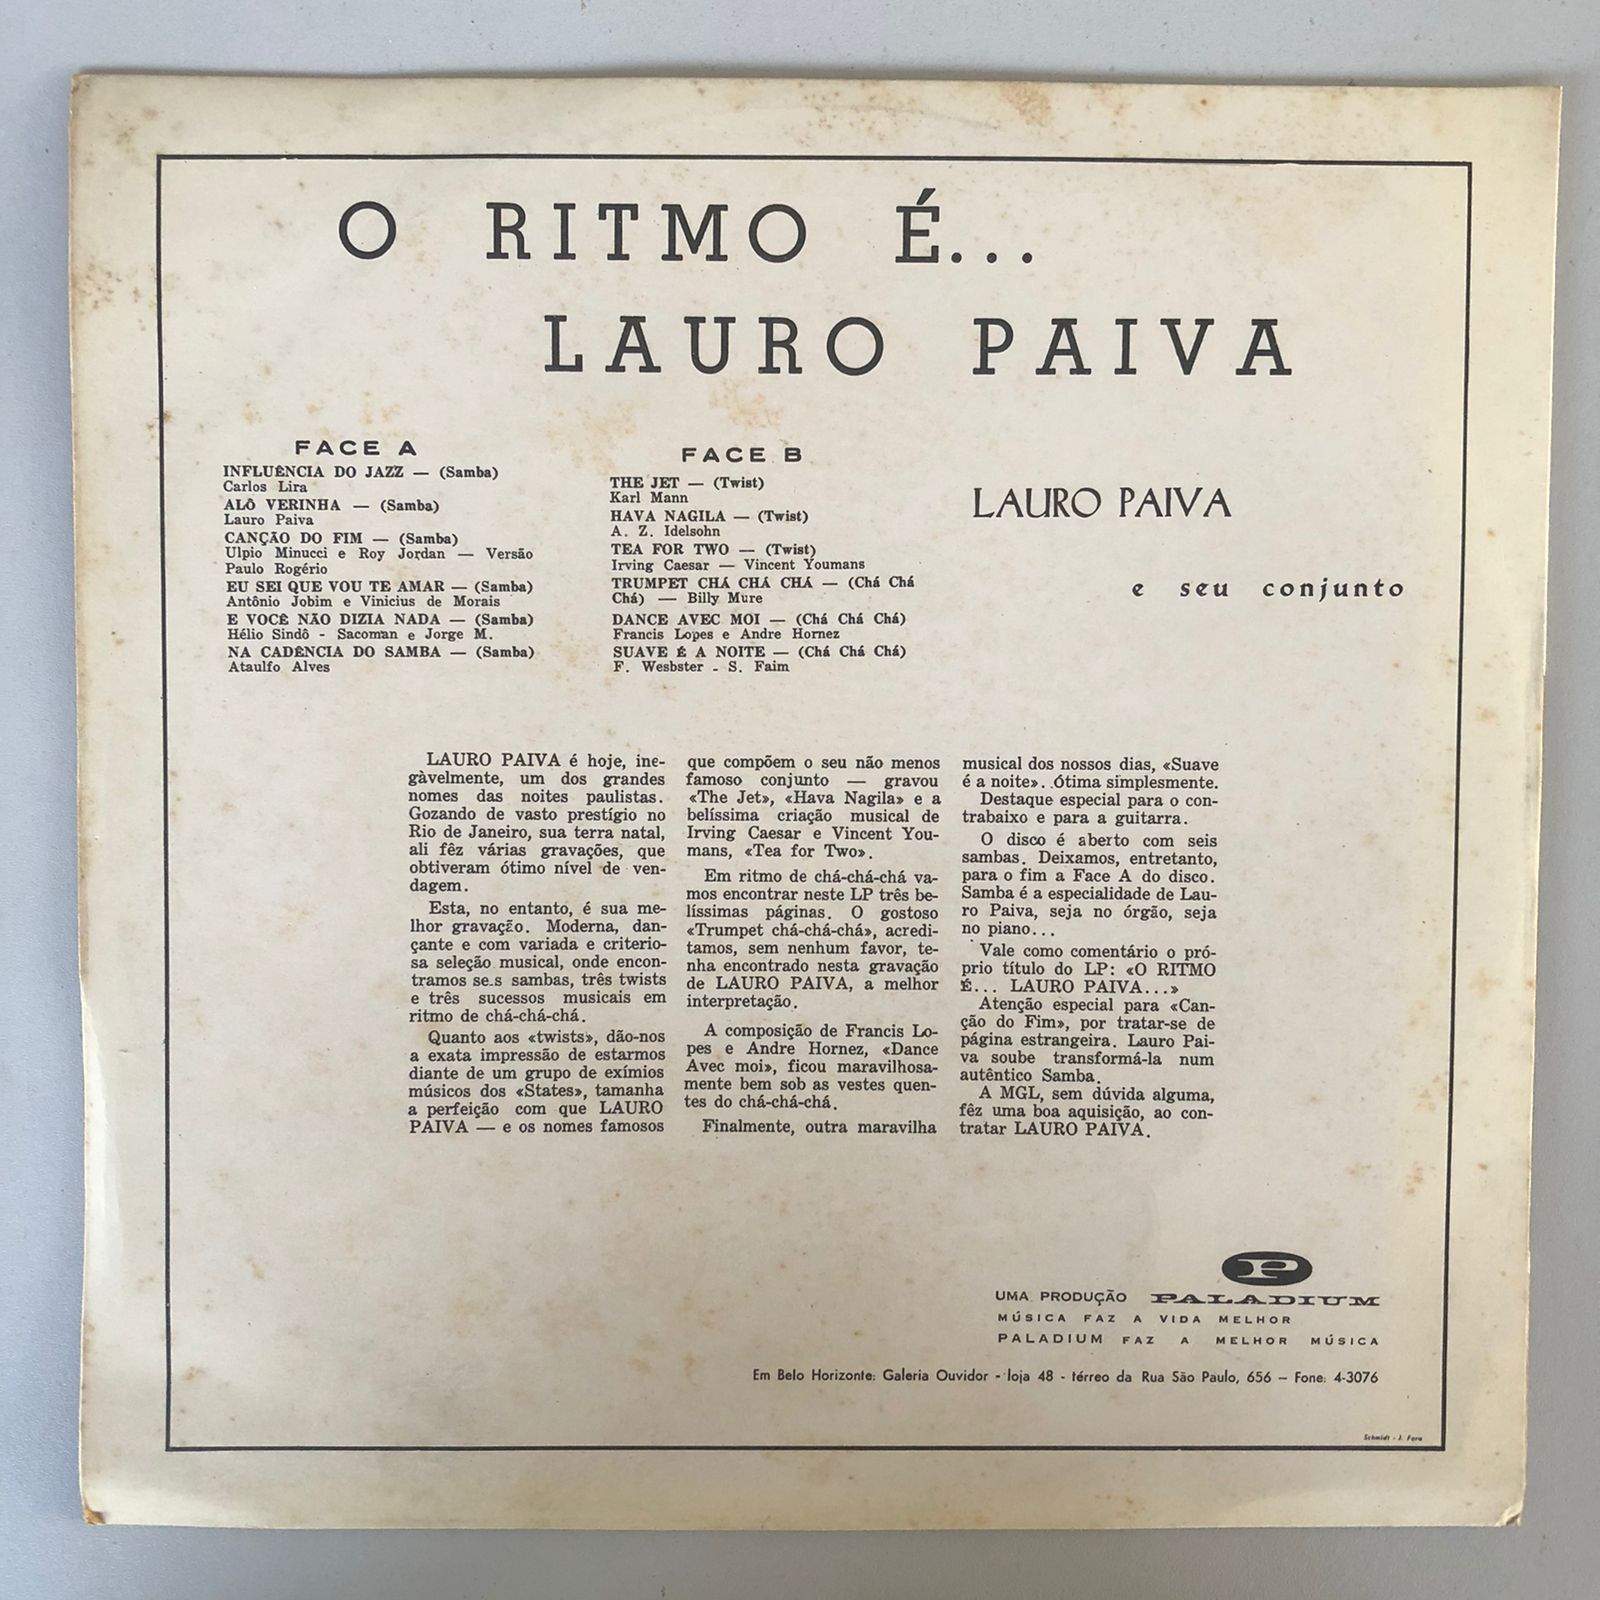 O RITMO É...
LAURO PAIVA
FACE A
INFLUÊNCIA DO JAZZ — (Samba)
Carlos Lira
ALÔ VERINHA — (Samba)
Lauro Paiva
CANÇÃO DO FIM — (Samba)
Ulpio Minucci e Roy Jordan — Versão
Paulo Rogério
EU SEI QUE VOU TE AMAR — (Samba)
Antônio Jobim e Vinicius de Morais
E VOCÊ NÃO DIZIA NADA — (Samba)
Hélio Sindô - Sacoman e Jorge M.
NA CADÊNCIA DO SAMBA — (Samba)
Ataulfo Alves
FACE B
THE JET — (Twist)
Karl Mann
HAVA NAGILA — (Twist)
A. Z. Idelsohn
TEA FOR TWO — (Twist)
Irving Caesar — Vincent Youmans
TRUMPET CHÁ CHÁ CHÁ — (Chá Chá
Chá) — Billy Mure
DANCE AVEC MOI — (Chá Chá Chá)
Francis Lopes e Andre Hornez
SUAVE É A NOITE — (Chá Chá Chá)
F. Wesbster - S. Faim
LAURO PAIVA
e seu conjunto
LAURO PAIVA é hoje, ine-
gàvelmente, um dos grandes
nomes das noites paulistas.
Gozando de vasto prestígio no
Rio de Janeiro, sua terra natal,
ali fêz várias gravações, que
obtiveram ótimo nível de ven-
dagem.
Esta, no entanto, é sua me-
lhor gravação. Moderna, dan-
çante e com variada e criterio-
sa seleção musical, onde encon-
tramos se.s sambas, três twists
e três sucessos musicais em
ritmo de chá-chá-chá.
Quanto aos «twists», dão-nos
a exata impressão de estarmos
diante de um grupo de exímios
músicos dos «States», tamanha
a perfeição com que LAURO
PAIVA — e os nomes famosos
que compõem o seu não menos
famoso conjunto — gravou
«The Jet», «Hava Nagila» e a
belíssima criação musical de
Irving Caesar e Vincent You-
mans, «Tea for Two».
Em ritmo de chá-chá-chá va-
mos encontrar neste LP três be-
líssimas páginas. O gostoso
«Trumpet chá-chá-chá», acredi-
tamos, sem nenhum favor, te-
nha encontrado nesta gravação
de LAURO PAIVA, a melhor
interpretação.
A composição de Francis Lo-
pes e Andre Hornez, «Dance
Avec moi», ficou maravilhosa-
mente bem sob as vestes quen-
tes do chá-chá-chá.
Finalmente, outra maravilha
musical dos nossos dias, «Suave
é a noite». .Ótima simplesmente.
Destaque especial para o con-
trabaixo e para a guitarra.
O disco é aberto com seis
sambas. Deixamos, entretanto,
para o fim a Face A do disco.
Samba é a especialidade de Lau-
ro Paiva, seja no órgão, seja
no piano...
Vale como comentário o pró-
prio título do LP: «O RITMO
É... LAURO PAIVA...»
Atenção especial para «Can-
ção do Fim», por tratar-se de
página estrangeira. Lauro Pai-
va soube transformá-la num
autêntico Samba.
A MGL, sem dúvida alguma,
fêz uma boa aquisição, ao con-
tratar LAURO PAIVA.
P
UMA PRODUÇÃO PALADIUM
MÚSICA FAZ A VIDA MELHOR
PALADIUM FAZ A MELHOR MÚSICA
Em Belo Horizonte: Galeria Ouvidor - loja 48 - térreo da Rua São Paulo, 656 — Fone: 4-3076
Schmidt - J. Fora